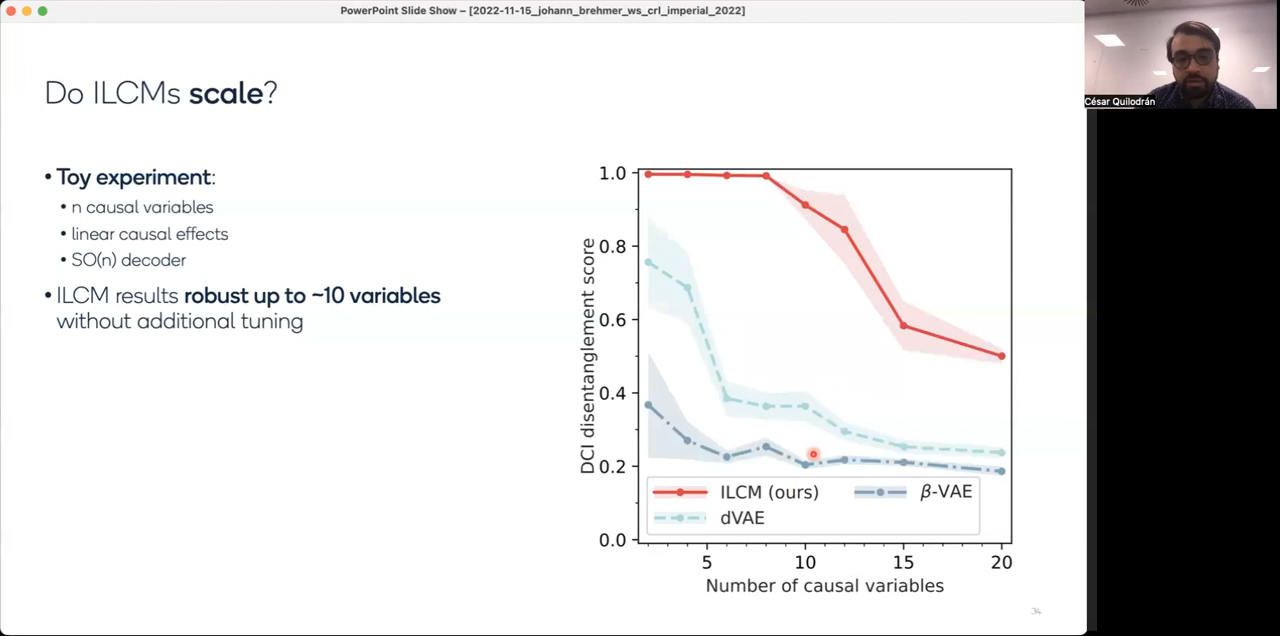 PowerPoint Slide Show – [2022-11-15_johann_brehmer_ws_crl_imperial_2022]
César Quilodrán
Do ILCMs scale?
• Toy experiment:
• n causal variables
• linear causal effects
• SO(n) decoder
• ILCM results robust up to ~10 variables
without additional tuning
DCI disentanglement score
1.0
0.8
0.6
0.4
0.2
0.0
ILCM (ours)
β-VAE
dVAE
5 10 15 20
Number of causal variables
34